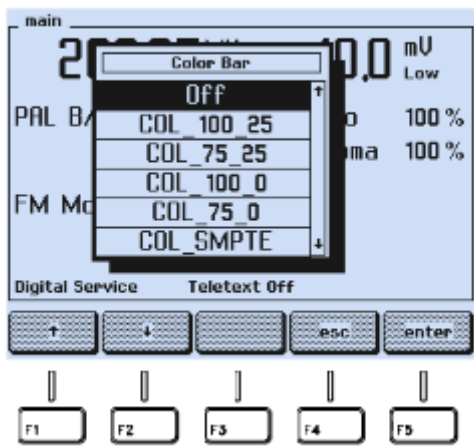 main
mV
Low
Color Bar
Off
COL_100_25
COL_75_25
COL_100_0
COL_75_0
COL_SMPTE
PAL B/
100 %
100 %
FM Mo
Digital Service Teletext Off
esc enter
F1 F2 F3 F4 F5